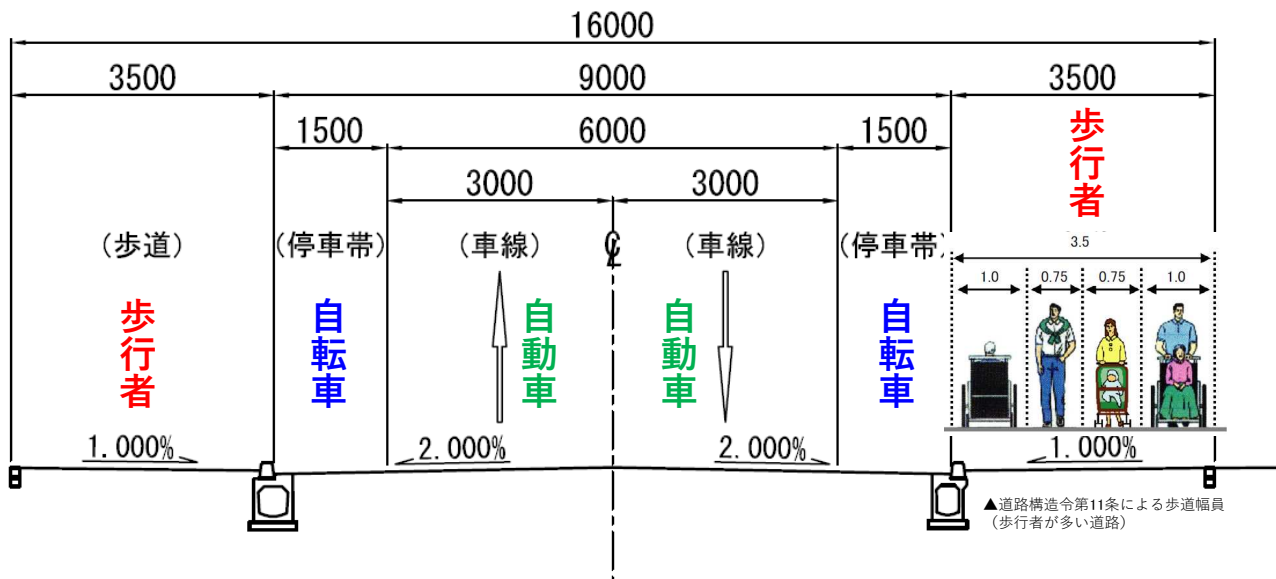 16000
3500
9000
3500
1500
6000
1500
3000
3000
歩行者
(歩道)
(停車帯)
(車線)
℄
(車線)
(停車帯)
3.5
1.0
0.75
0.75
1.0
歩行者
自転車
自動車
自動車
自転車
1.000%
2.000%
2.000%
1.000%
▲道路構造令第11条による歩道幅員
(歩行者が多い道路)